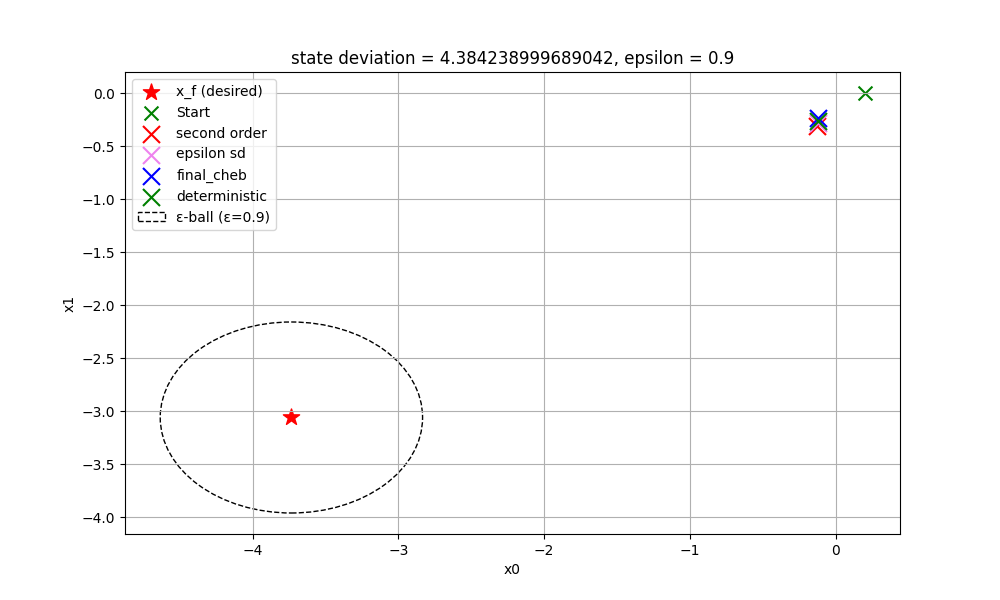 state deviation = 4.384238999689042, epsilon = 0.9
x_f (desired)
Start
second order
epsilon sd
final_cheb
deterministic
ε-ball (ε=0.9)
0.0
−0.5
−1.0
−1.5
−2.0
−2.5
−3.0
−3.5
−4.0
x1
−4
−3
−2
−1
0
x0